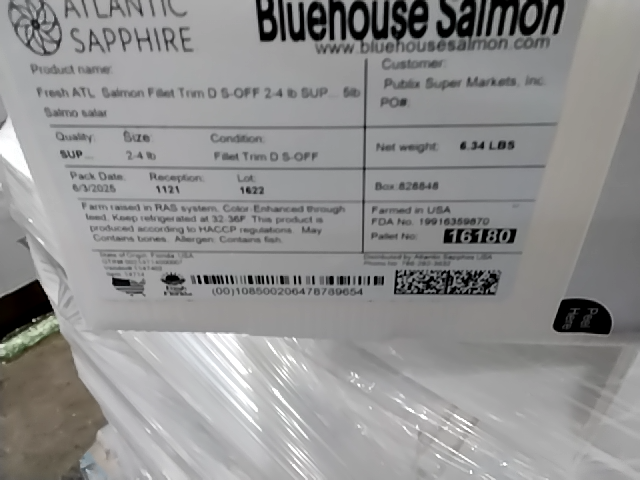 ATLANTIC
SAPPHIRE
Bluehouse Salmon
www.bluehousesalmon.com
Product name:
Fresh ATL Salmon Fillet Trim D S-OFF 2-4 lb SUP... 5lb
Salmo salar
Customer:
Publix Super Markets, Inc.
PO#:
Quality: Size Condition:
SUP... 2-4 lb Fillet Trim D S-OFF
Net weight: 6.34 LBS
Pack Date: Reception: Lot:
6/3/2025 1121 1622
Box:828848
Farm raised in RAS system, Color Enhanced through
feed, Keep refrigerated at 32-36F. This product is
produced according to HACCP regulations. May
Contains bones. Allergen: Contains fish.
Farmed in USA
FDA No. 19916359870
Pallet No: 16180
State of Origin: Florida, USA
Distributed by Atlantic Sapphire USA
Fresh
Florida
(00)108500206478789654
Peel
Here